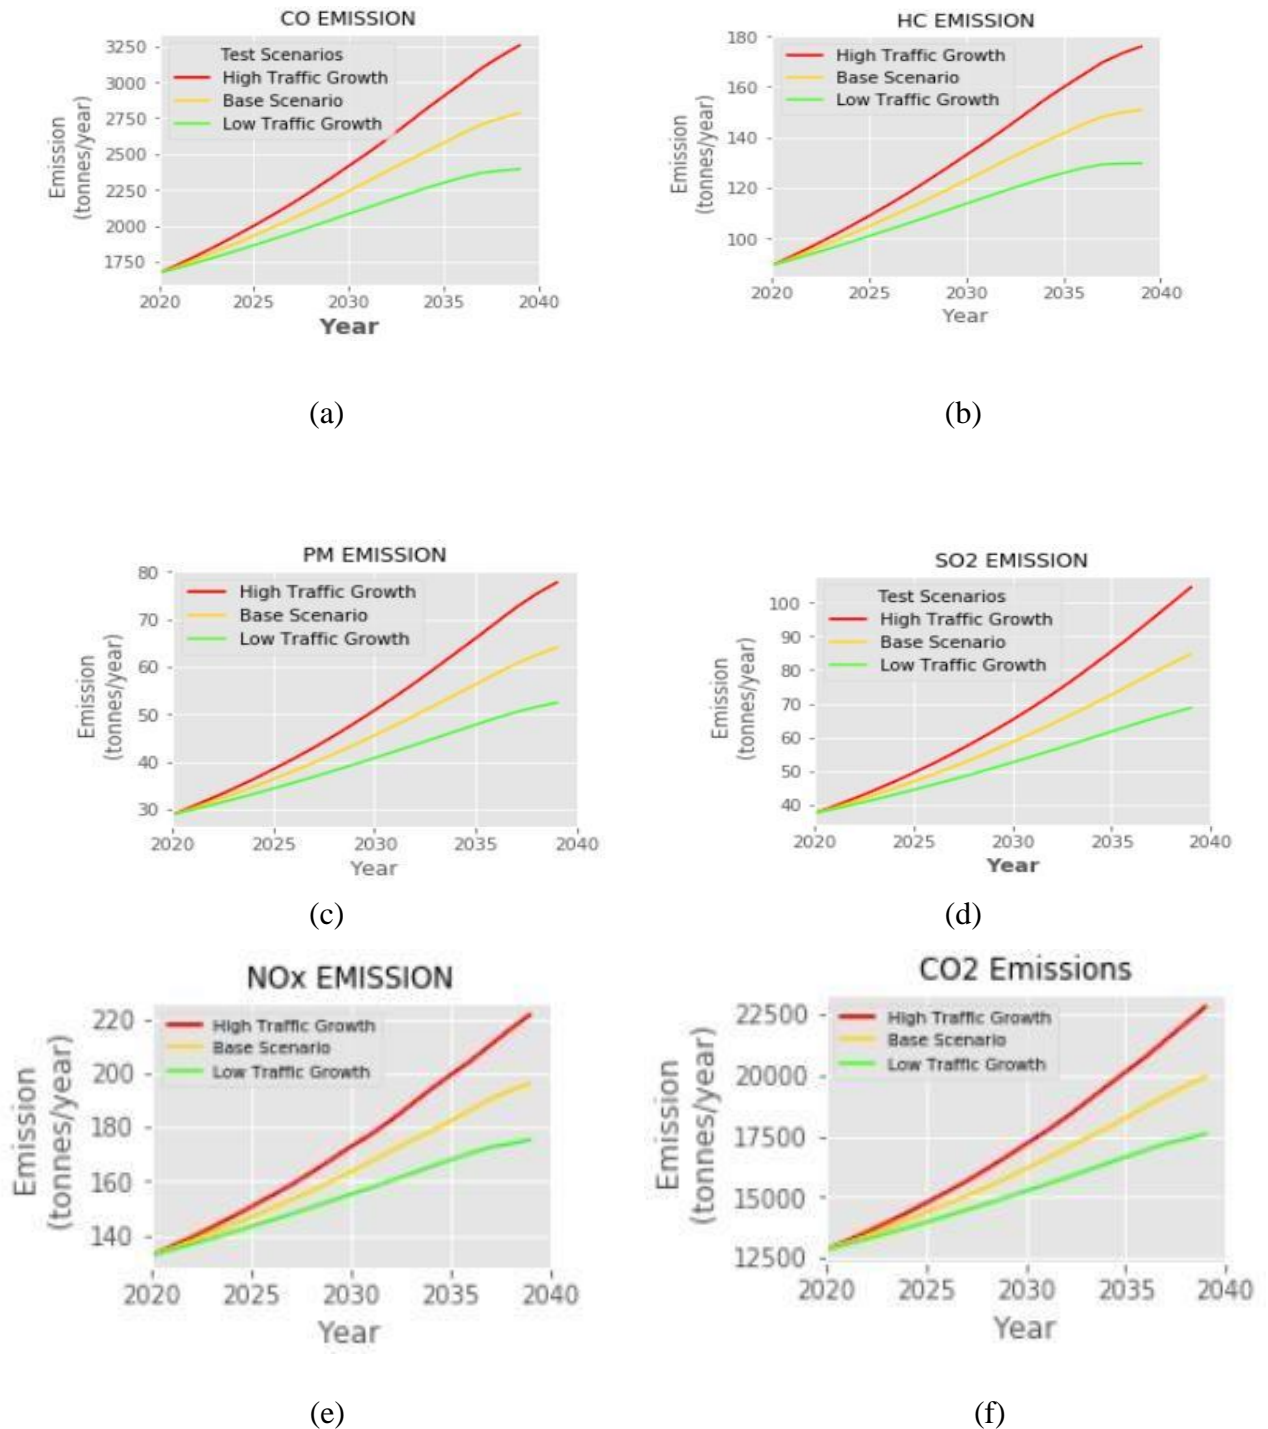 CO EMISSION
Emission
(tonnes/year)
3250
3000
2750
2500
2250
2000
1750
Test Scenarios
High Traffic Growth
Base Scenario
Low Traffic Growth
2020 2025 2030 2035 2040
Year
(a)
HC EMISSION
Emission
(tonnes/year)
180
160
140
120
100
High Traffic Growth
Base Scenario
Low Traffic Growth
2020 2025 2030 2035 2040
Year
(b)
PM EMISSION
Emission
(tonnes/year)
80
70
60
50
40
30
High Traffic Growth
Base Scenario
Low Traffic Growth
2020 2025 2030 2035 2040
Year
(c)
SO2 EMISSION
Emission
(tonnes/year)
100
90
80
70
60
50
40
Test Scenarios
High Traffic Growth
Base Scenario
Low Traffic Growth
2020 2025 2030 2035 2040
Year
(d)
NOx EMISSION
Emission
(tonnes/year)
220
200
180
160
140
High Traffic Growth
Base Scenario
Low Traffic Growth
2020 2025 2030 2035 2040
Year
(e)
CO2 Emissions
Emission
(tonnes/year)
22500
20000
17500
15000
12500
High Traffic Growth
Base Scenario
Low Traffic Growth
2020 2025 2030 2035 2040
Year
(f)